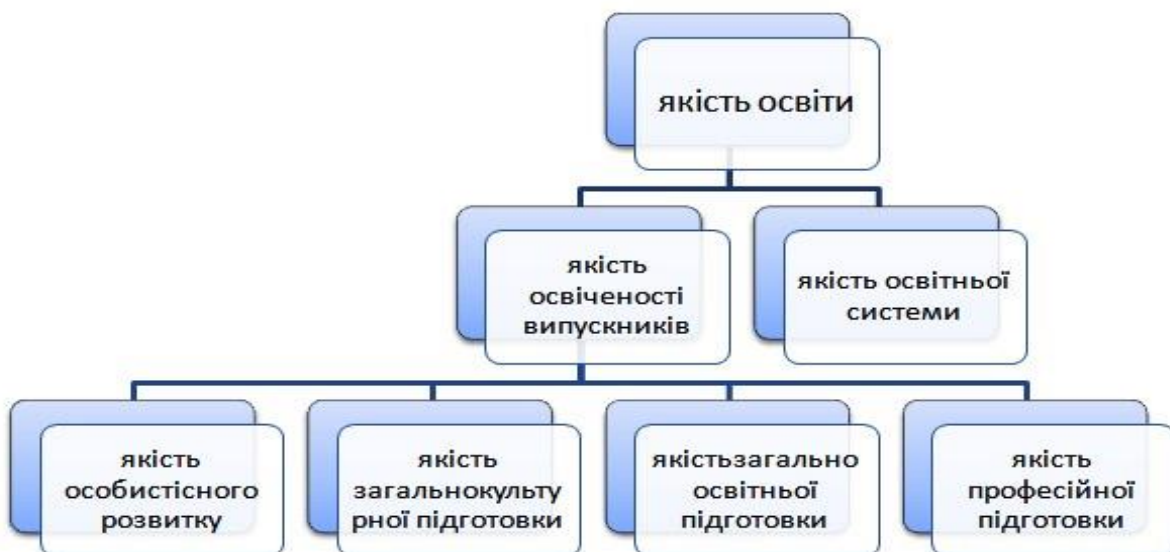 якість освіти
якість
освіченості
випускників
якість освітньої
системи
якість
особистісного
розвитку
якість
загальнокульту
рної підготовки
якістьзагально
освітньої
підготовки
якість
професійної
підготовки